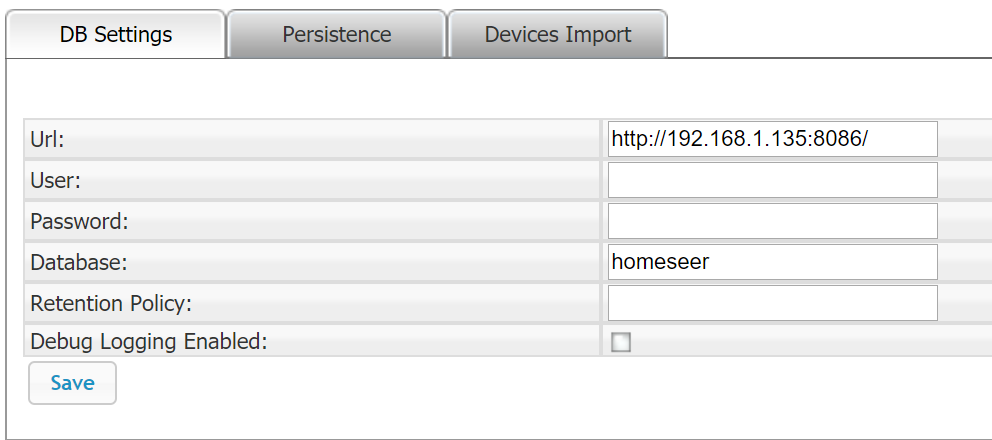 DB Settings Persistence Devices Import
Url: http://192.168.1.135:8086/
User:
Password:
Database: homeseer
Retention Policy:
Debug Logging Enabled:
Save